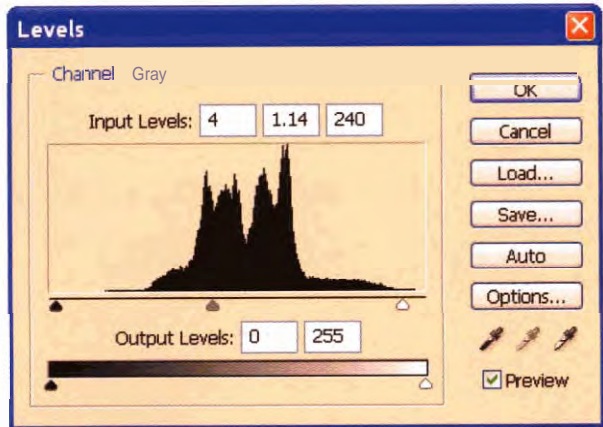 Levels
Channel Gray
OK
Input Levels: 4 1.14 240
Cancel
Load...
Save...
Auto
Options...
Output Levels: 0 255
Preview